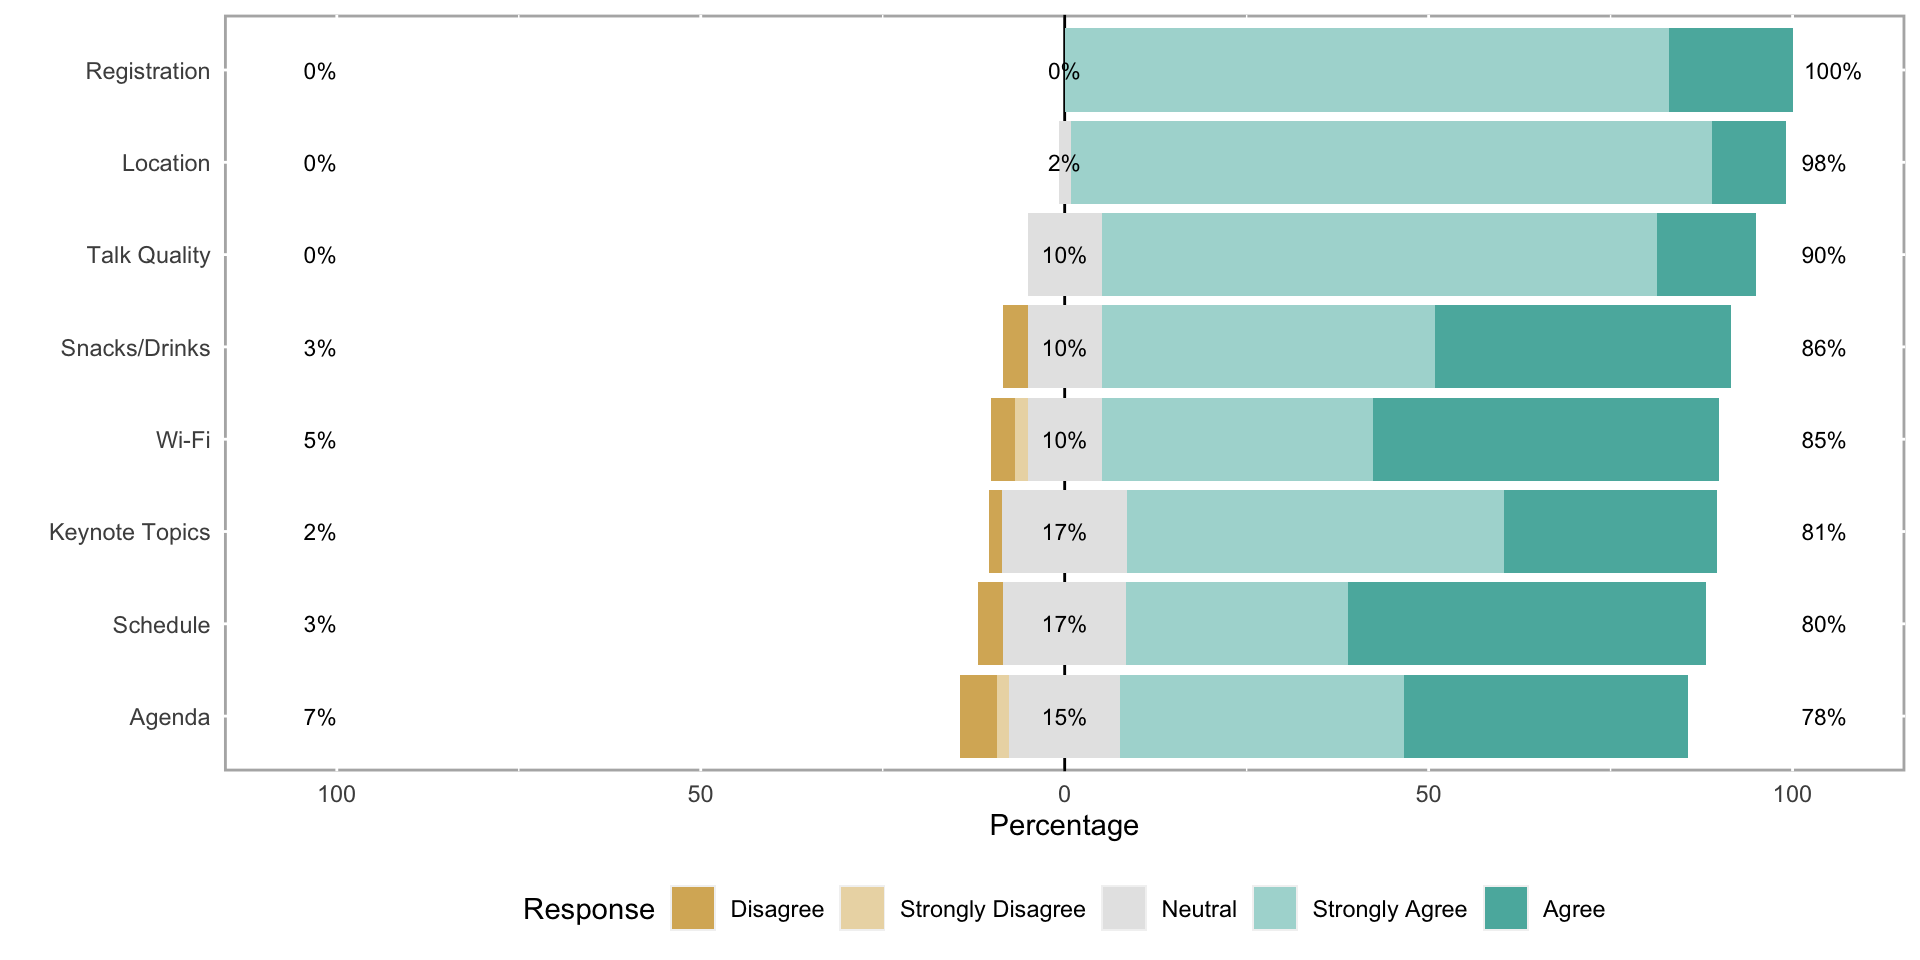 Registration 0% 0% 100%
Location 0% 2% 98%
Talk Quality 0% 10% 90%
Snacks/Drinks 3% 10% 86%
Wi-Fi 5% 10% 85%
Keynote Topics 2% 17% 81%
Schedule 3% 17% 80%
Agenda 7% 15% 78%
100 50 0 50 100
Percentage
Response Disagree Strongly Disagree Neutral Strongly Agree Agree